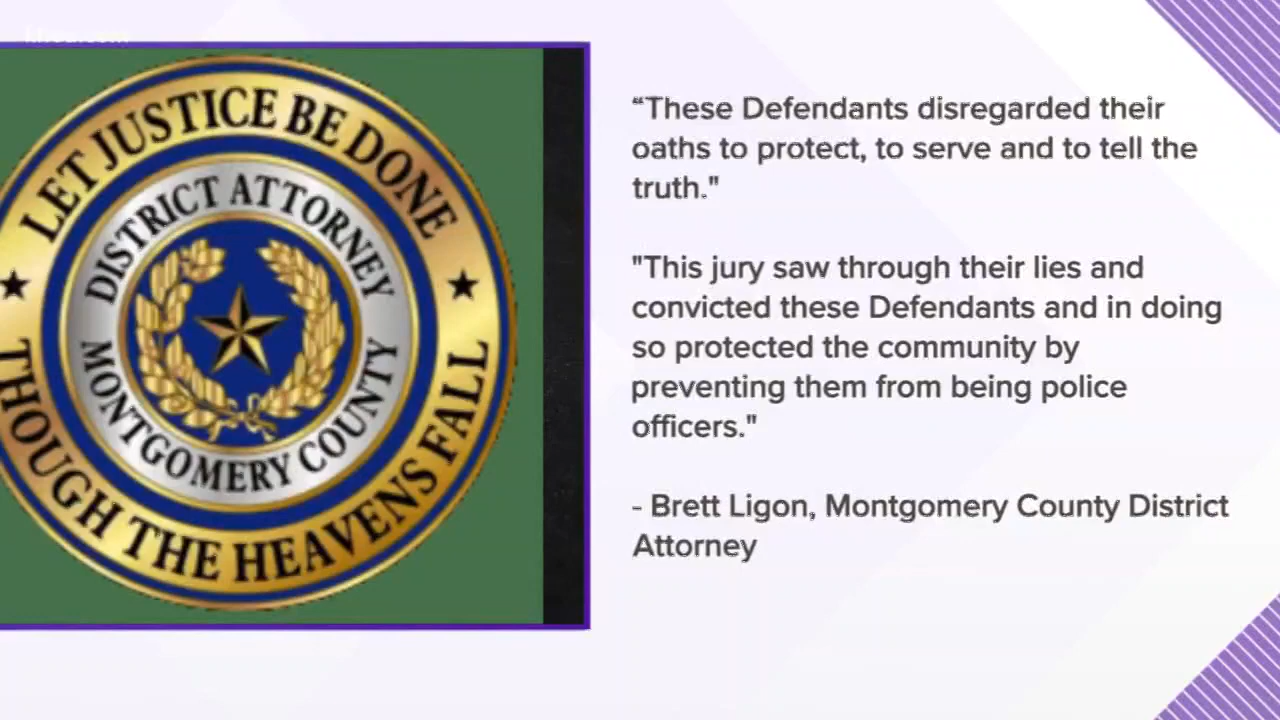 LET JUSTICE BE DONE
DISTRICT ATTORNEY
MONTGOMERY COUNTY
THOUGH THE HEAVENS FALL
“These Defendants disregarded their
oaths to protect, to serve and to tell the
truth."
"This jury saw through their lies and
convicted these Defendants and in doing
so protected the community by
preventing them from being police
officers."
- Brett Ligon, Montgomery County District
Attorney